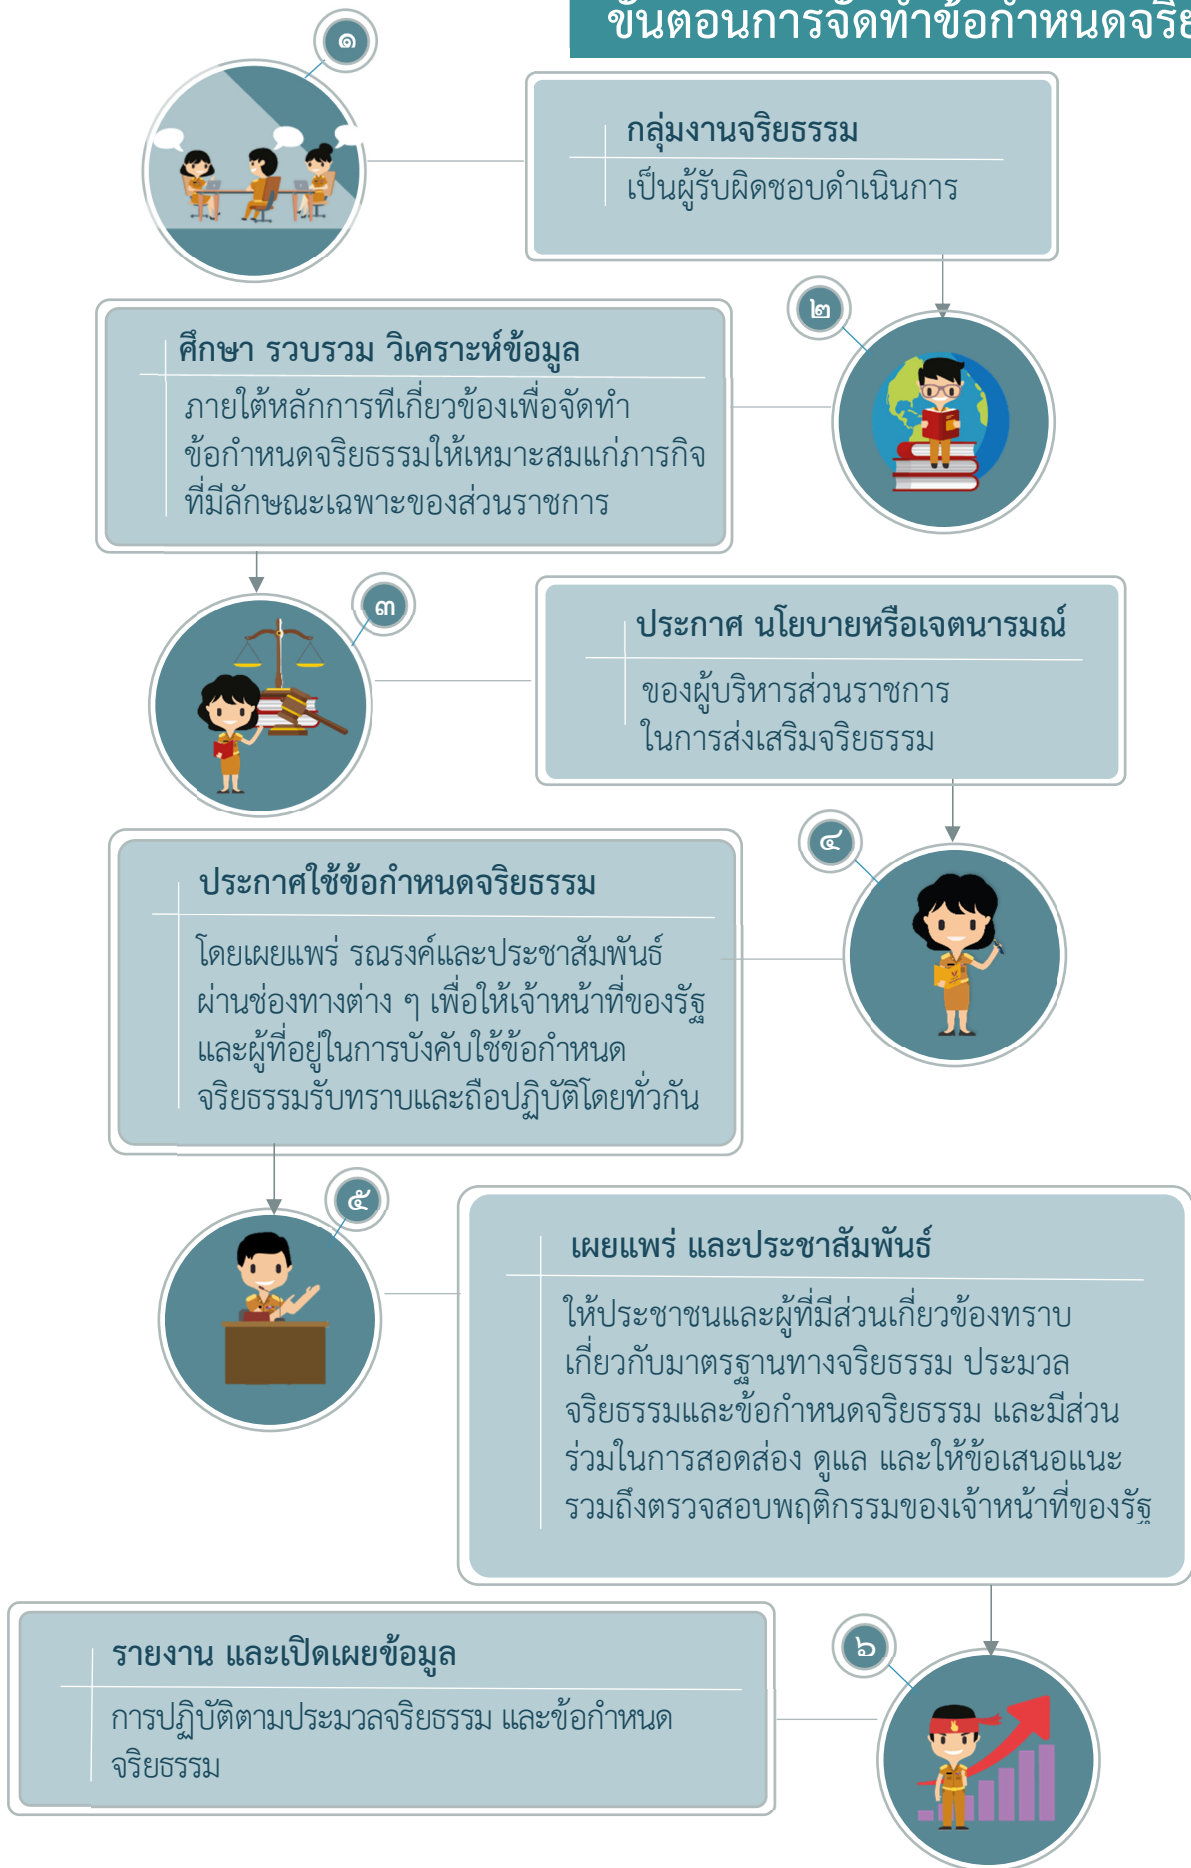 ขั้นตอนการจัดทำข้อกำหนดจริย
๑
กลุ่มงานจริยธรรม
เป็นผู้รับผิดชอบดำเนินการ
๒
ศึกษา รวบรวม วิเคราะห์ข้อมูล
ภายใต้หลักการที่เกี่ยวข้องเพื่อจัดทำ
ข้อกำหนดจริยธรรมให้เหมาะสมแก่ภารกิจ
ที่มีลักษณะเฉพาะของส่วนราชการ
๓
ประกาศ นโยบายหรือเจตนารมณ์
ของผู้บริหารส่วนราชการ
ในการส่งเสริมจริยธรรม
๔
ประกาศใช้ข้อกำหนดจริยธรรม
โดยเผยแพร่ รณรงค์และประชาสัมพันธ์
ผ่านช่องทางต่าง ๆ เพื่อให้เจ้าหน้าที่ของรัฐ
และผู้ที่อยู่ในการบังคับใช้ข้อกำหนด
จริยธรรมรับทราบและถือปฏิบัติโดยทั่วกัน
๕
เผยแพร่ และประชาสัมพันธ์
ให้ประชาชนและผู้ที่มีส่วนเกี่ยวข้องทราบ
เกี่ยวกับมาตรฐานทางจริยธรรม ประมวล
จริยธรรมและข้อกำหนดจริยธรรม และมีส่วน
ร่วมในการสอดส่อง ดูแล และให้ข้อเสนอแนะ
รวมถึงตรวจสอบพฤติกรรมของเจ้าหน้าที่ของรัฐ
๖
รายงาน และเปิดเผยข้อมูล
การปฏิบัติตามประมวลจริยธรรม และข้อกำหนด
จริยธรรม